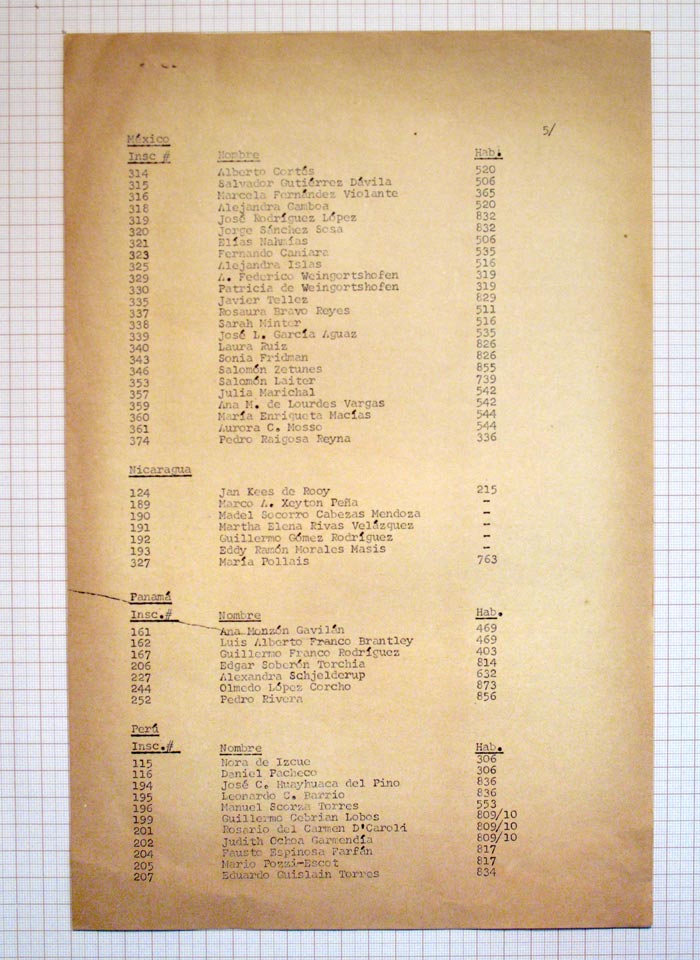 5/
México
Insc # Nombre Hab.
314 Alberto Cortés 520
315 Salvador Gutiérrez Dávila 506
316 Marcela Fernández Violante 365
318 Alejandra Gamboa 520
319 José Rodríguez López 832
320 Jorge Sánchez Sosa 832
321 Elías Nahmías 506
323 Fernando Caniara 535
325 Alejandra Islas 516
329 A. Federico Weingortshofen 319
330 Patricia de Weingortshofen 319
335 Javier Tellez 829
337 Rosaura Bravo Reyes 511
338 Sarah Minter 516
339 José L. García Aguaz 535
340 Laura Ruiz 826
343 Sonia Fridman 826
346 Salomón Zetunes 855
353 Salomón Laiter 739
357 Julia Marichal 542
359 Ana M. de Lourdes Vargas 542
360 María Enriqueta Macías 544
361 Aurora C. Mosso 544
374 Pedro Raigosa Reyna 336
Nicaragua
124 Jan Kees de Rooy 215
189 Marco A. Xeyton Peña -
190 Madel Socorro Cabezas Mendoza -
191 Martha Elena Rivas Velázquez -
192 Guillermo Gómez Rodríguez -
193 Eddy Ramón Morales Masis -
327 María Pollais 763
Panamá
Insc.# Nombre Hab.
161 Ana Monzón Gavilán 469
162 Luis Alberto Franco Brantley 469
167 Guillermo Franco Rodríguez 403
206 Edgar Soberón Torchia 814
227 Alexandra Schjelderup 632
244 Olmedo López Corcho 873
252 Pedro Rivera 856
Perú
Insc.# Nombre Hab.
115 Nora de Izcue 306
116 Daniel Pacheco 306
194 José C. Huayhuaca del Pino 836
195 Leonardo C. Barrio 836
196 Manuel Scorza Torres 553
199 Guillermo Cebrian Lobos 809/10
201 Rosario del Carmen D'Caroli 809/10
202 Judith Ochoa Garmendía 809/10
204 Fausto Espinosa Farfán 817
205 Mario Pozzi-Escot 817
207 Eduardo Guislain Torres 834